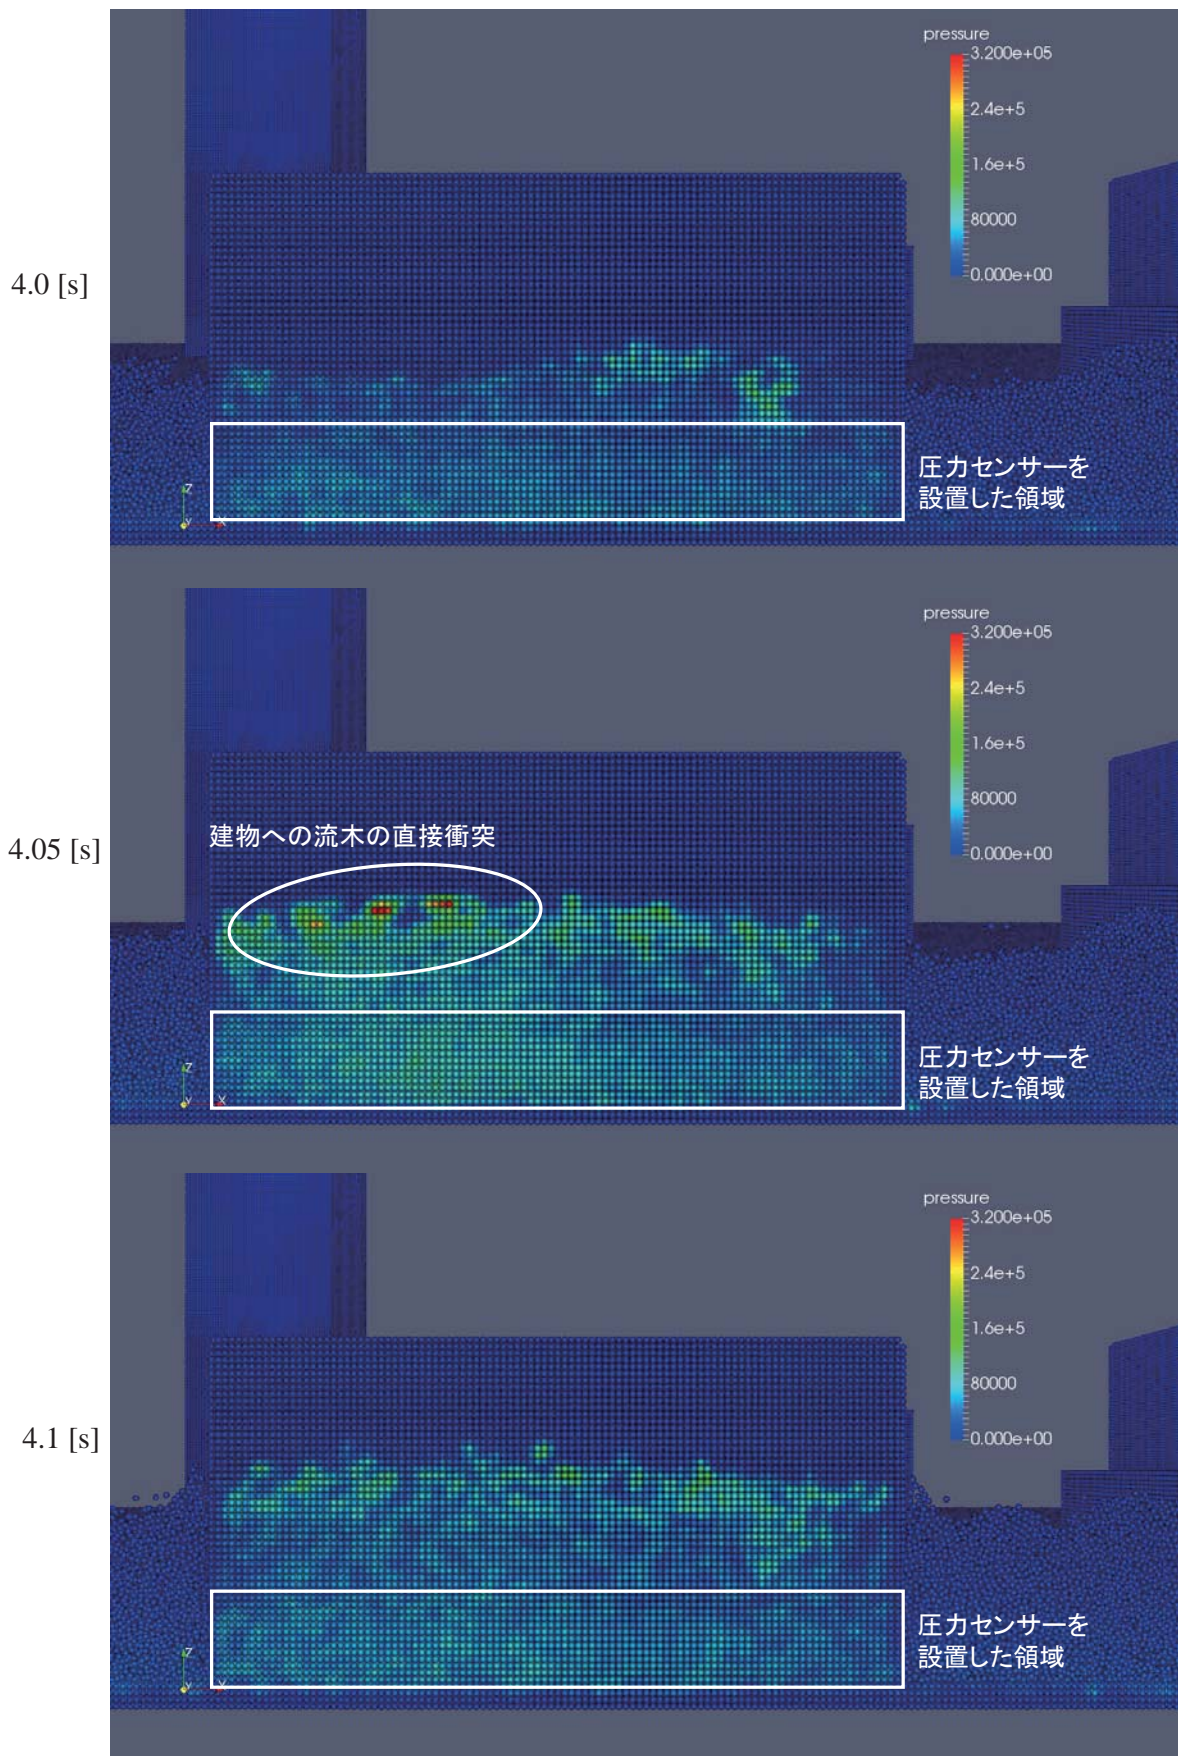 4.0 [s]
pressure
3.200e+05
2.4e+5
1.6e+5
80000
0.000e+00
圧力センサーを
設置した領域
Z
Y
X
4.05 [s]
pressure
3.200e+05
2.4e+5
1.6e+5
80000
0.000e+00
建物への流木の直接衝突
圧力センサーを
設置した領域
Z
Y
X
4.1 [s]
pressure
3.200e+05
2.4e+5
1.6e+5
80000
0.000e+00
圧力センサーを
設置した領域
Z
Y
X